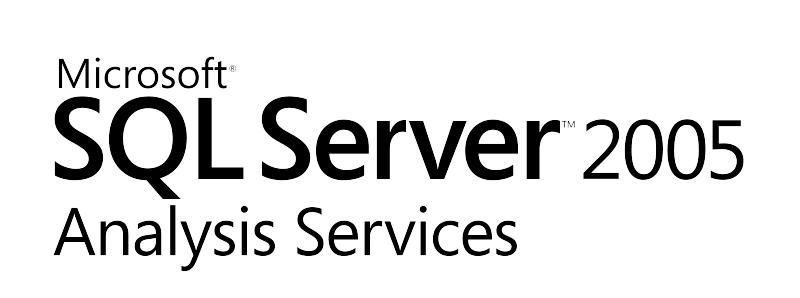 Microsoft®
SQL Server™ 2005
Analysis Services